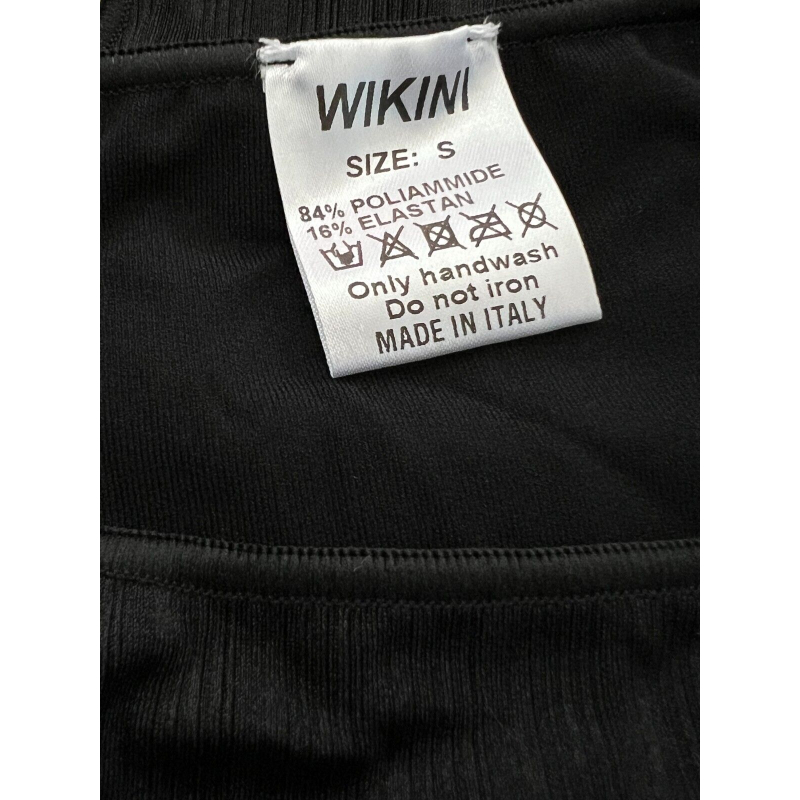 WIKINI
SIZE: S
84% POLIAMMIDE
16% ELASTAN
Only handwash
Do not iron
MADE IN ITALY